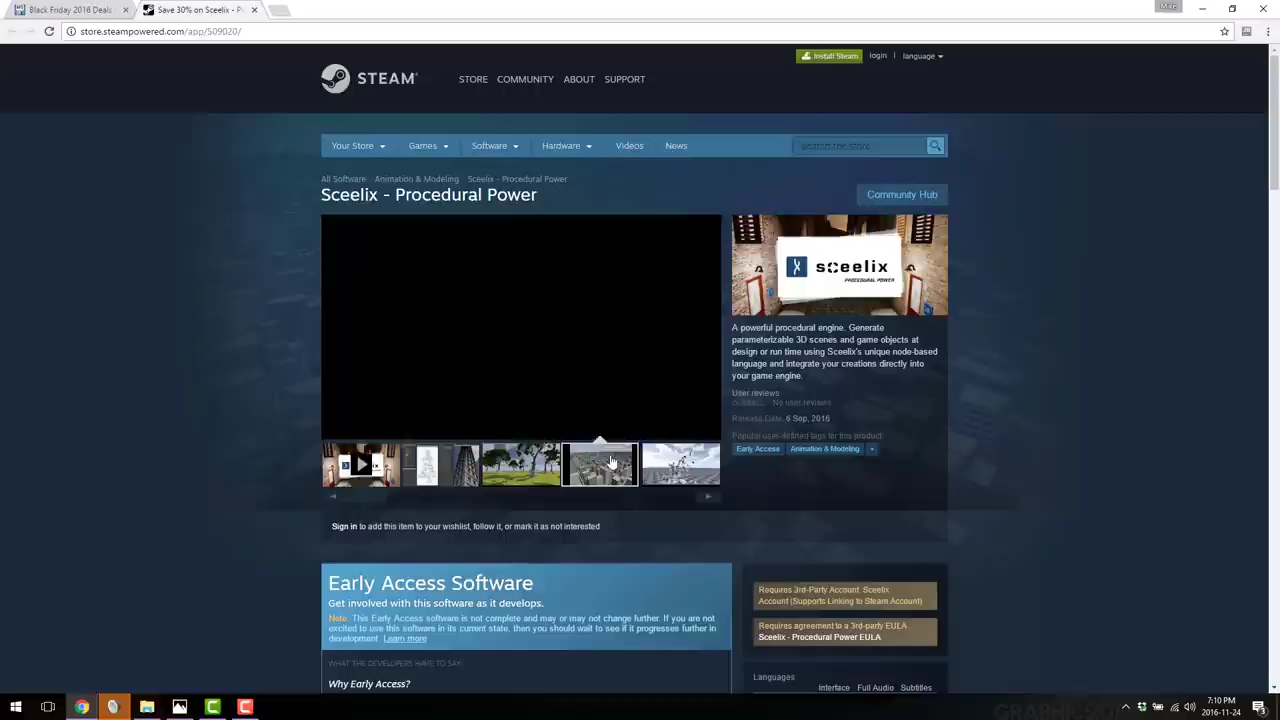 Black Friday 2016 Deals
Save 30% on Sceelix - P
store.steampowered.com/app/509020/
Install Steam
login | language
STEAM
STORE COMMUNITY ABOUT SUPPORT
Your Store Games Software Hardware Videos News
search the store
All Software Animation & Modeling Sceelix - Procedural Power
Sceelix - Procedural Power
Community Hub
sceelix
PROCEDURAL POWER
A powerful procedural engine. Generate
parameterizable 3D scenes and game objects at
design or run time using Sceelix's unique node-based
language and integrate your creations directly into
your game engine.
User reviews
No user reviews
Release Date: 6 Sep, 2016
Popular user-defined tags for this product:
Early Access Animation & Modeling +
Sign in to add this item to your wishlist, follow it, or mark it as not interested
Early Access Software
Get involved with this software as it develops.
Note: This Early Access software is not complete and may or may not change further. If you are
not excited to use this software in its current state, then you should wait to see if it progresses further in
development. Learn more
WHAT THE DEVELOPERS HAVE TO SAY:
Why Early Access?
Requires 3rd-Party Account: Sceelix
Account (Supports Linking to Steam Account)
Requires agreement to a 3rd-party EULA
Sceelix - Procedural Power EULA
Languages:
Interface Full Audio Subtitles
7:10 PM
2016-11-24